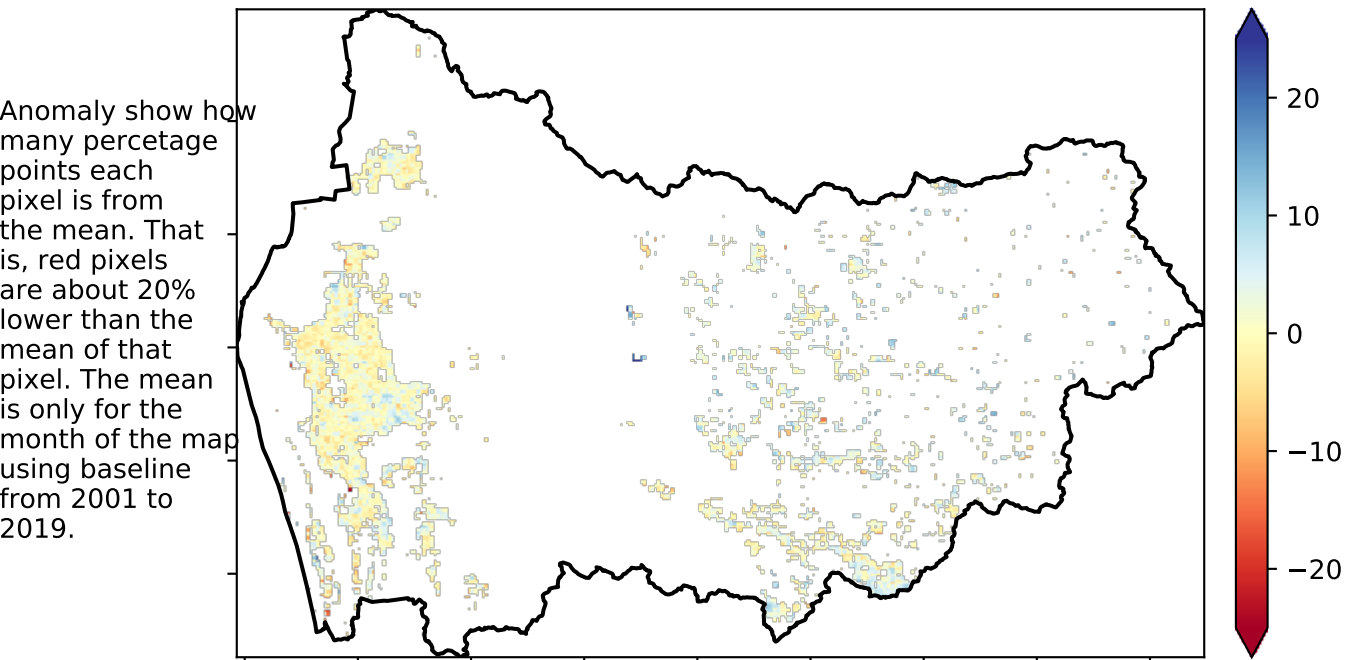 Anomaly show how
many percetage
points each
pixel is from
the mean. That
is, red pixels
are about 20%
lower than the
mean of that
pixel. The mean
is only for the
month of the map
using baseline
from 2001 to
2019.
20
10
0
−10
−20